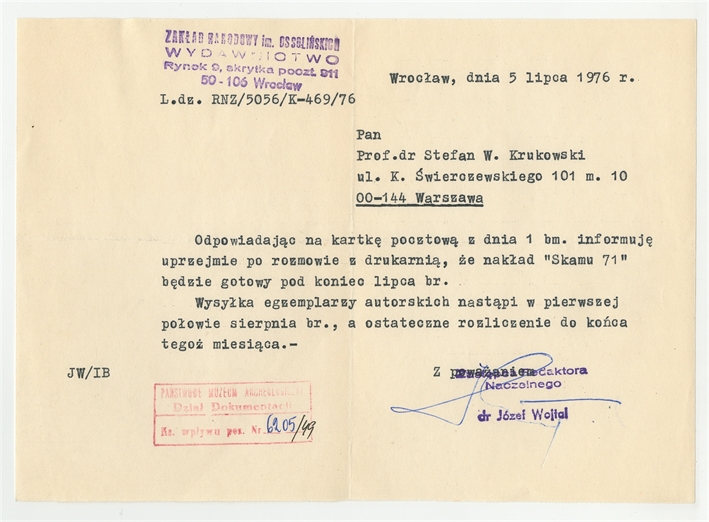 ZAKŁAD NARODOWY im. OSSOLIŃSKICH
WYDAWNICTWO
Rynek 9, skrytka poczt. 911
50-106 Wrocław
L.dz. RNZ/5056/K-469/76
Wrocław, dnia 5 lipca 1976 r.
Pan
Prof.dr Stefan W. Krukowski
ul. K. Świerczewskiego 101 m. 10
00-144 Warszawa
Odpowiadając na kartkę pocztową z dnia 1 bm. informuję
uprzejmie po rozmowie z drukarnią, że nakład "Skamu 71"
będzie gotowy pod koniec lipca br.
Wysyłka egzemplarzy autorskich nastąpi w pierwszej
połowie sierpnia br., a ostateczne rozliczenie do końca
tegoż miesiąca.-
JW/IB
Z poważaniem
Redaktora
Naczelnego
dr Józef Wojtal
PAŃSTWOWE MUZEUM ARCHEOLOGICZNE
Dział Dokumentacji
Ks. wpływu poz. Nr. 6205/49